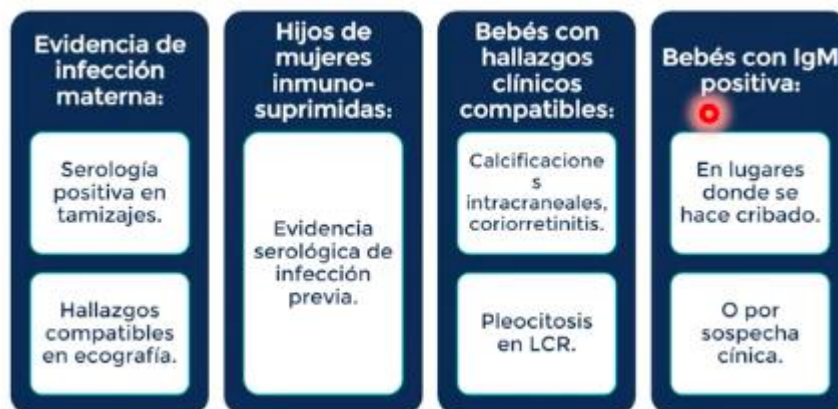 Evidencia de
infección
materna:
Serología
positiva en
tamizajes.
Hallazgos
compatibles
en ecografía.
Hijos de
mujeres
inmuno-
suprimidas:
Evidencia
serológica de
infección
previa.
Bebés con
hallazgos
clínicos
compatibles:
Calcificacione
s
intracraneales,
coriorretinitis.
Pleocitosis
en LCR.
Bebés con IgM
positiva:
En lugares
donde se
hace cribado.
O por
sospecha
cínica.